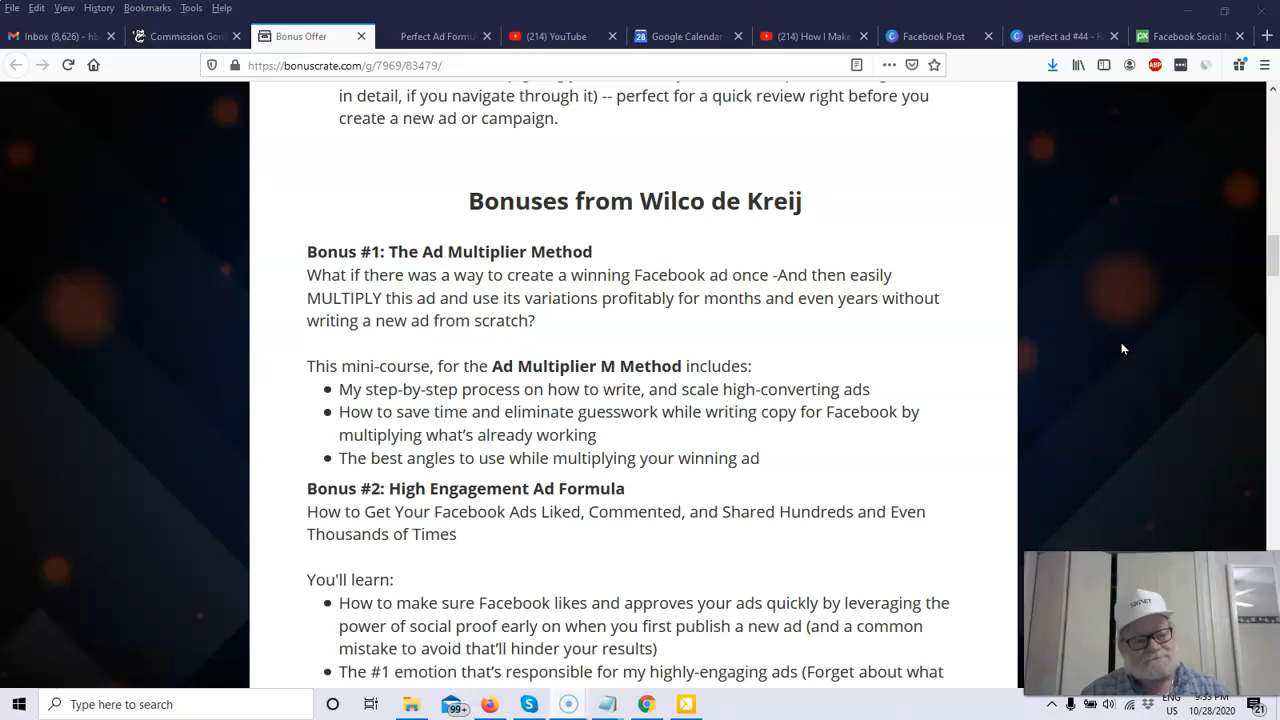 File Edit View History Bookmarks Tools Help
Inbox (8,626) - hb
Commission Gori
Bonus Offer
Perfect Ad Formu
(214) YouTube
Google Calendar
(214) How I Make
Facebook Post
perfect ad #44 - F
Facebook Social b
https://bonuscrate.com/g/7969/83479/
in detail, if you navigate through it) -- perfect for a quick review right before you
create a new ad or campaign.
Bonuses from Wilco de Kreij
Bonus #1: The Ad Multiplier Method
What if there was a way to create a winning Facebook ad once -And then easily
MULTIPLY this ad and use its variations profitably for months and even years without
writing a new ad from scratch?
This mini-course, for the Ad Multiplier M Method includes:
My step-by-step process on how to write, and scale high-converting ads
How to save time and eliminate guesswork while writing copy for Facebook by
multiplying what's already working
The best angles to use while multiplying your winning ad
Bonus #2: High Engagement Ad Formula
How to Get Your Facebook Ads Liked, Commented, and Shared Hundreds and Even
Thousands of Times
You'll learn:
How to make sure Facebook likes and approves your ads quickly by leveraging the
power of social proof early on when you first publish a new ad (and a common
mistake to avoid that'll hinder your results)
The #1 emotion that's responsible for my highly-engaging ads (Forget about what
Type here to search
99+
ENG
US
9:35 PM
10/28/2020
21